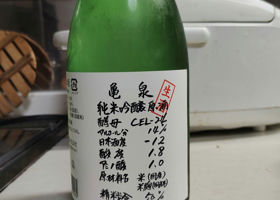 亀泉
生
純米吟醸原酒
酵母 CEL-24
アルコール分 14%
日本酒度 -12
酸度 1.8
アミノ酸 1.0
原材料名 米(国産)
米麹(国産米)
精米歩合 50%